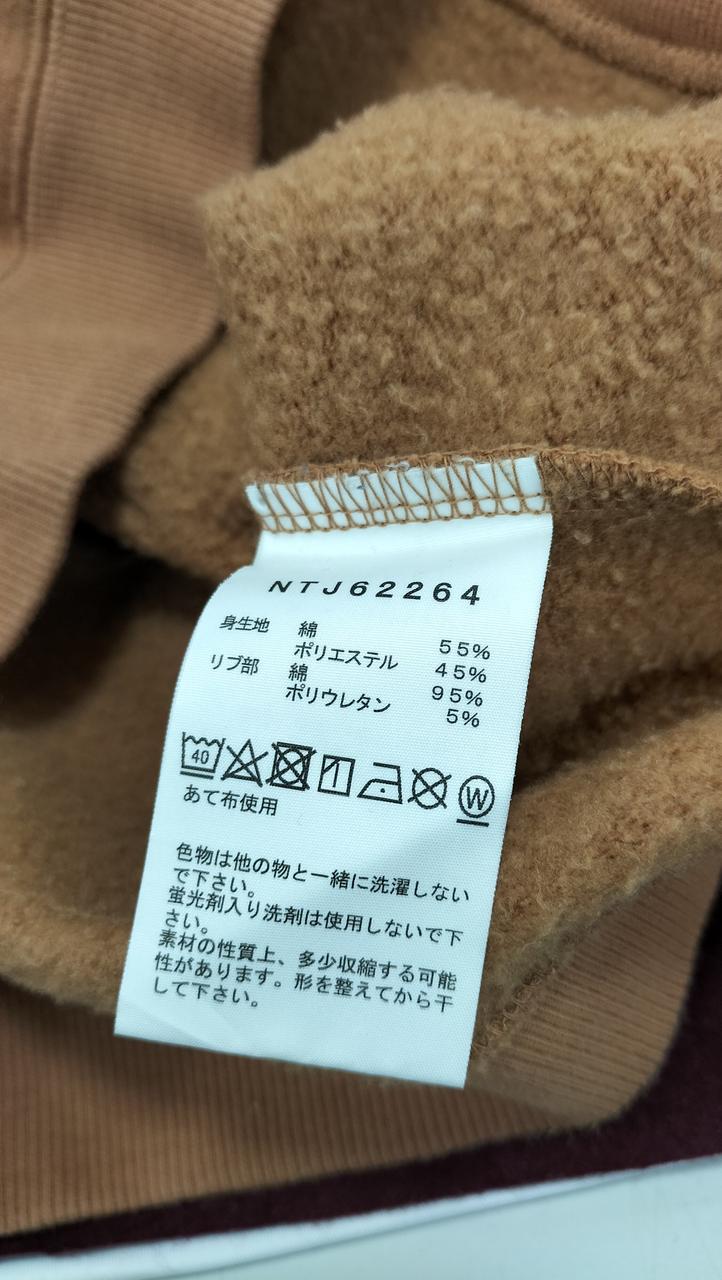 NTJ62264
身生地 綿 55%
ポリエステル 45%
リブ部 綿 95%
ポリウレタン 5%
40 W
あて布使用
色物は他の物と一緒に洗濯しない
で下さい。
蛍光剤入り洗剤は使用しないで下
さい。
素材の性質上、多少収縮する可能
性があります。形を整えてから干
して下さい。